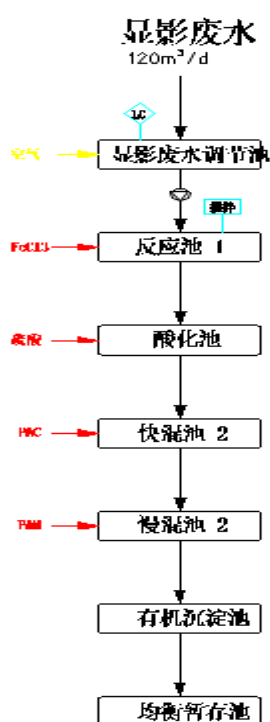 显影废水
120m³/d
LC
空气
显影废水调节池
搅拌
FeCl3
反应池 1
硫酸
酸化池
PAC
快混池 2
PAM
慢混池 2
有机沉淀池
均衡暂存池